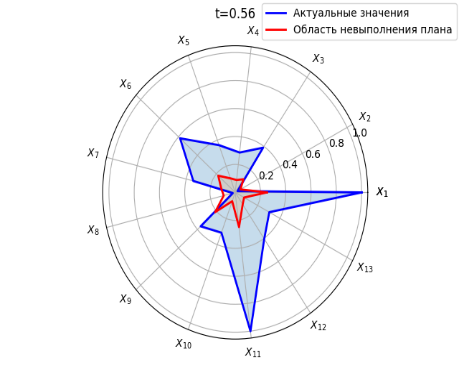 t=0.56
Актуальные значения
Область невыполнения плана
X₁
X₂
X₃
X₄
X₅
X₆
X₇
X₈
X₉
X₁₀
X₁₁
X₁₂
X₁₃
0.2
0.4
0.6
0.8
1.0